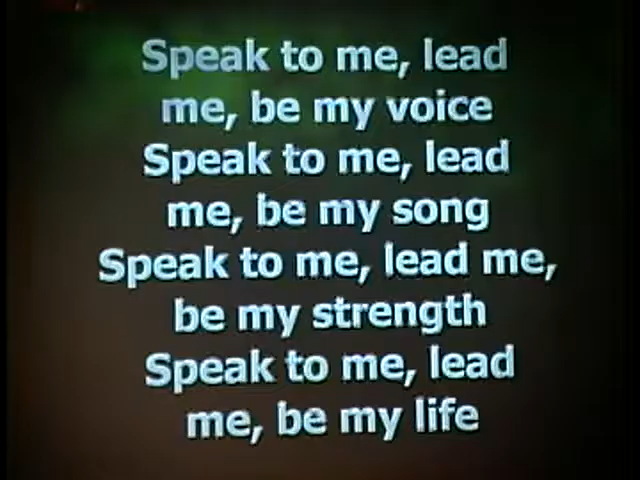 Speak to me, lead
me, be my voice
Speak to me, lead
me, be my song
Speak to me, lead me,
be my strength
Speak to me, lead
me, be my life